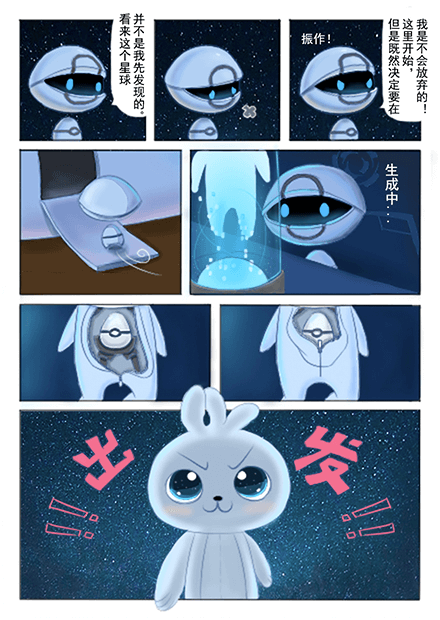 看来这个星球
并不是我先发现的。
振作！
但是既然决定要在
这里开始，
我是不会放弃的！
生成中...
出发
!!
!!